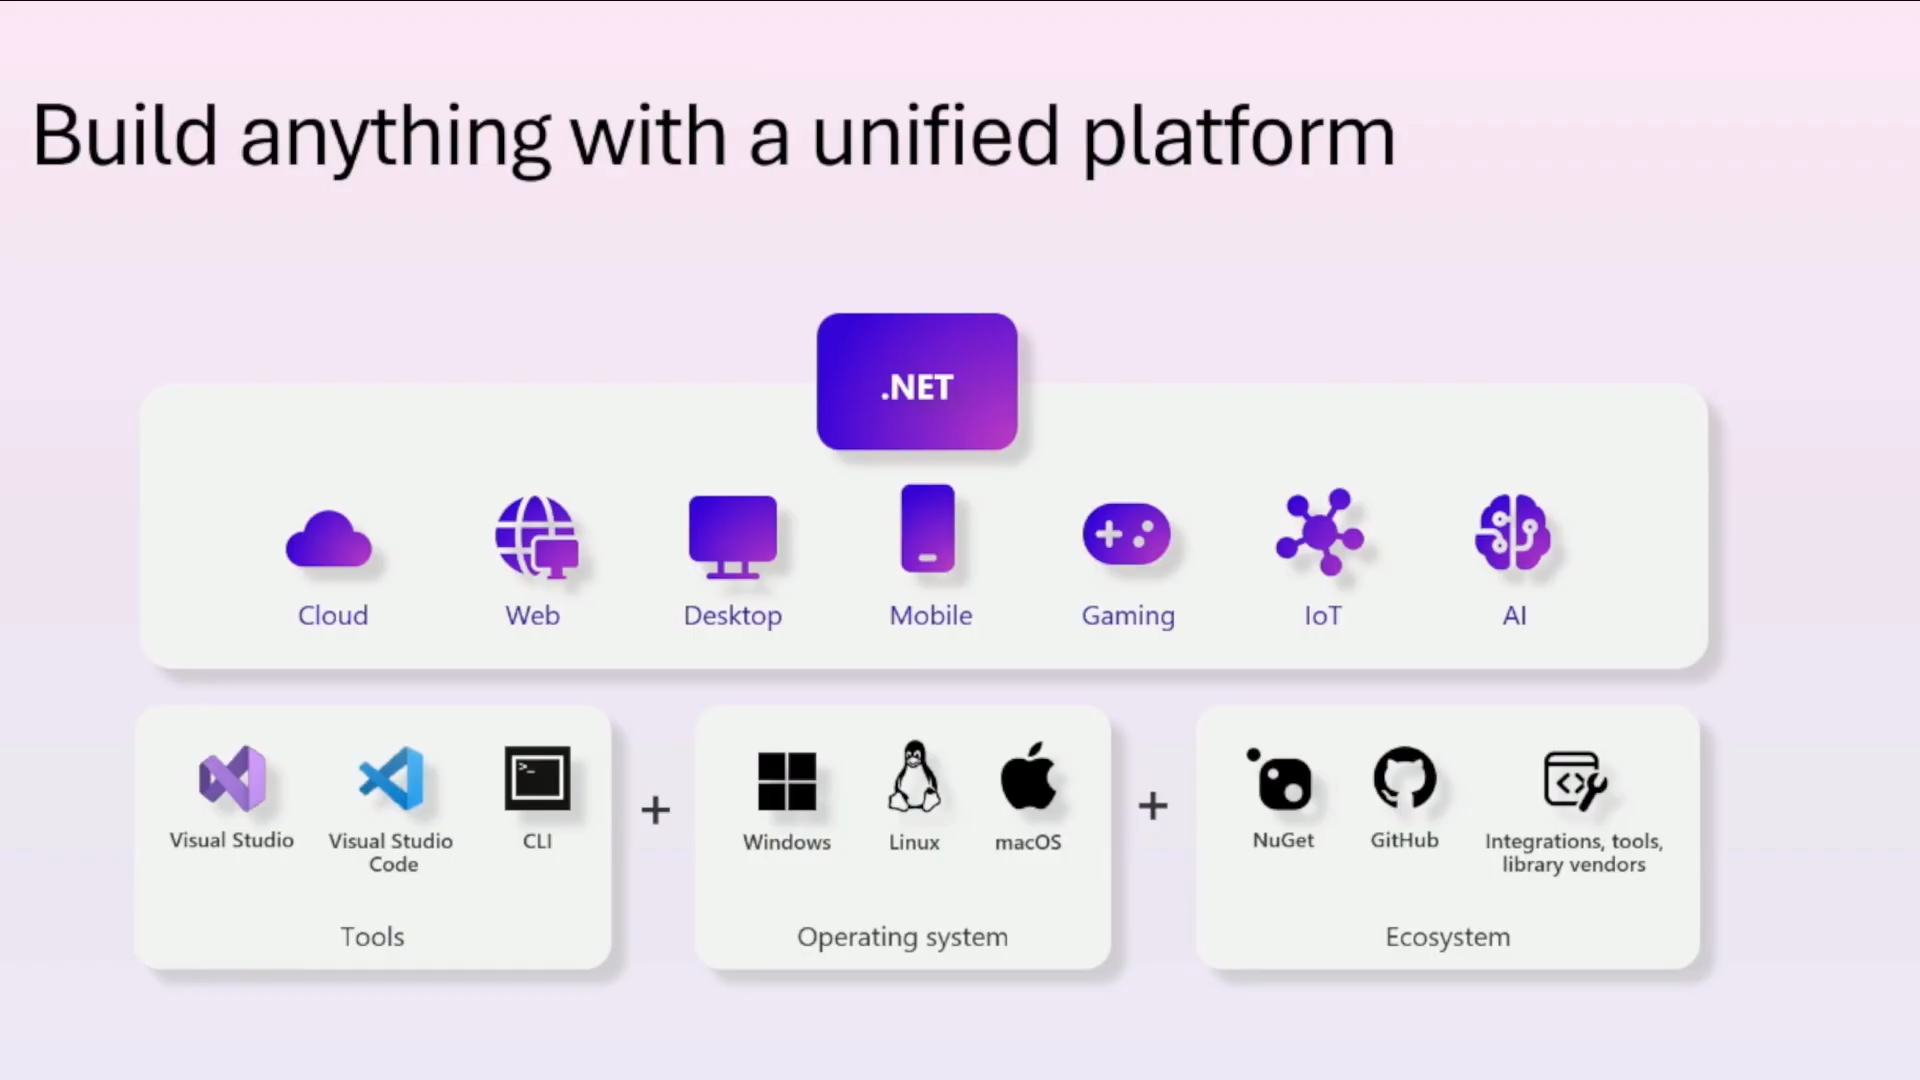 Build anything with a unified platform
.NET
Cloud
Web
Desktop
Mobile
Gaming
IoT
AI
Visual Studio
Visual Studio
Code
CLI
Tools
+
Windows
Linux
macOS
Operating system
+
NuGet
GitHub
Integrations, tools,
library vendors
Ecosystem